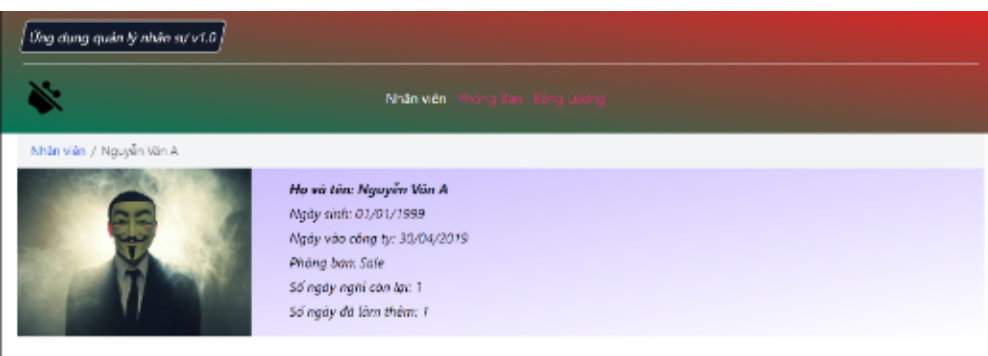 Ứng dụng quản lý nhân sự v1.0
Nhân viên Phòng Ban Bảng Lương
Nhân viên / Nguyễn Văn A
Họ và tên: Nguyễn Văn A
Ngày sinh: 01/01/1999
Ngày vào công ty: 30/04/2019
Phòng ban: Sale
Số ngày nghỉ còn lại: 1
Số ngày đã làm thêm: 1